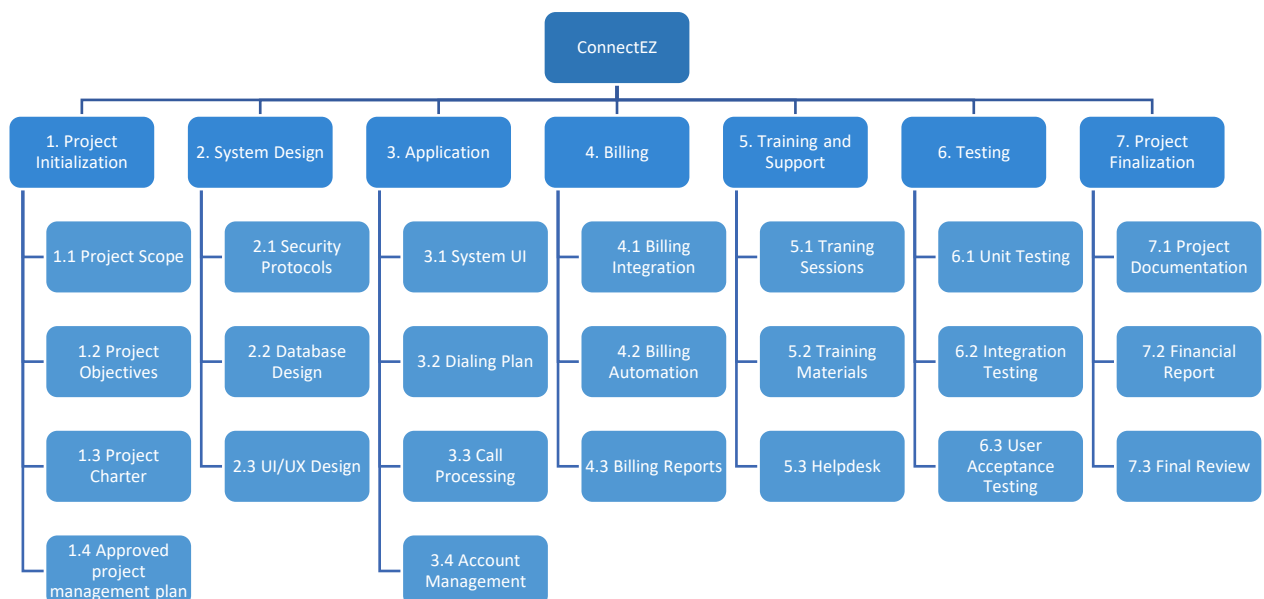 ConnectEZ
1. Project
Initialization
2. System Design
3. Application
4. Billing
5. Training and
Support
6. Testing
7. Project
Finalization
1.1 Project Scope
2.1 Security
Protocols
3.1 System UI
4.1 Billing
Integration
5.1 Traning
Sessions
6.1 Unit Testing
7.1 Project
Documentation
1.2 Project
Objectives
2.2 Database
Design
3.2 Dialing Plan
4.2 Billing
Automation
5.2 Training
Materials
6.2 Integration
Testing
7.2 Financial
Report
1.3 Project
Charter
2.3 UI/UX Design
3.3 Call
Processing
4.3 Billing Reports
5.3 Helpdesk
6.3 User
Acceptance
Testing
7.3 Final Review
1.4 Approved
project
management plan
3.4 Account
Management